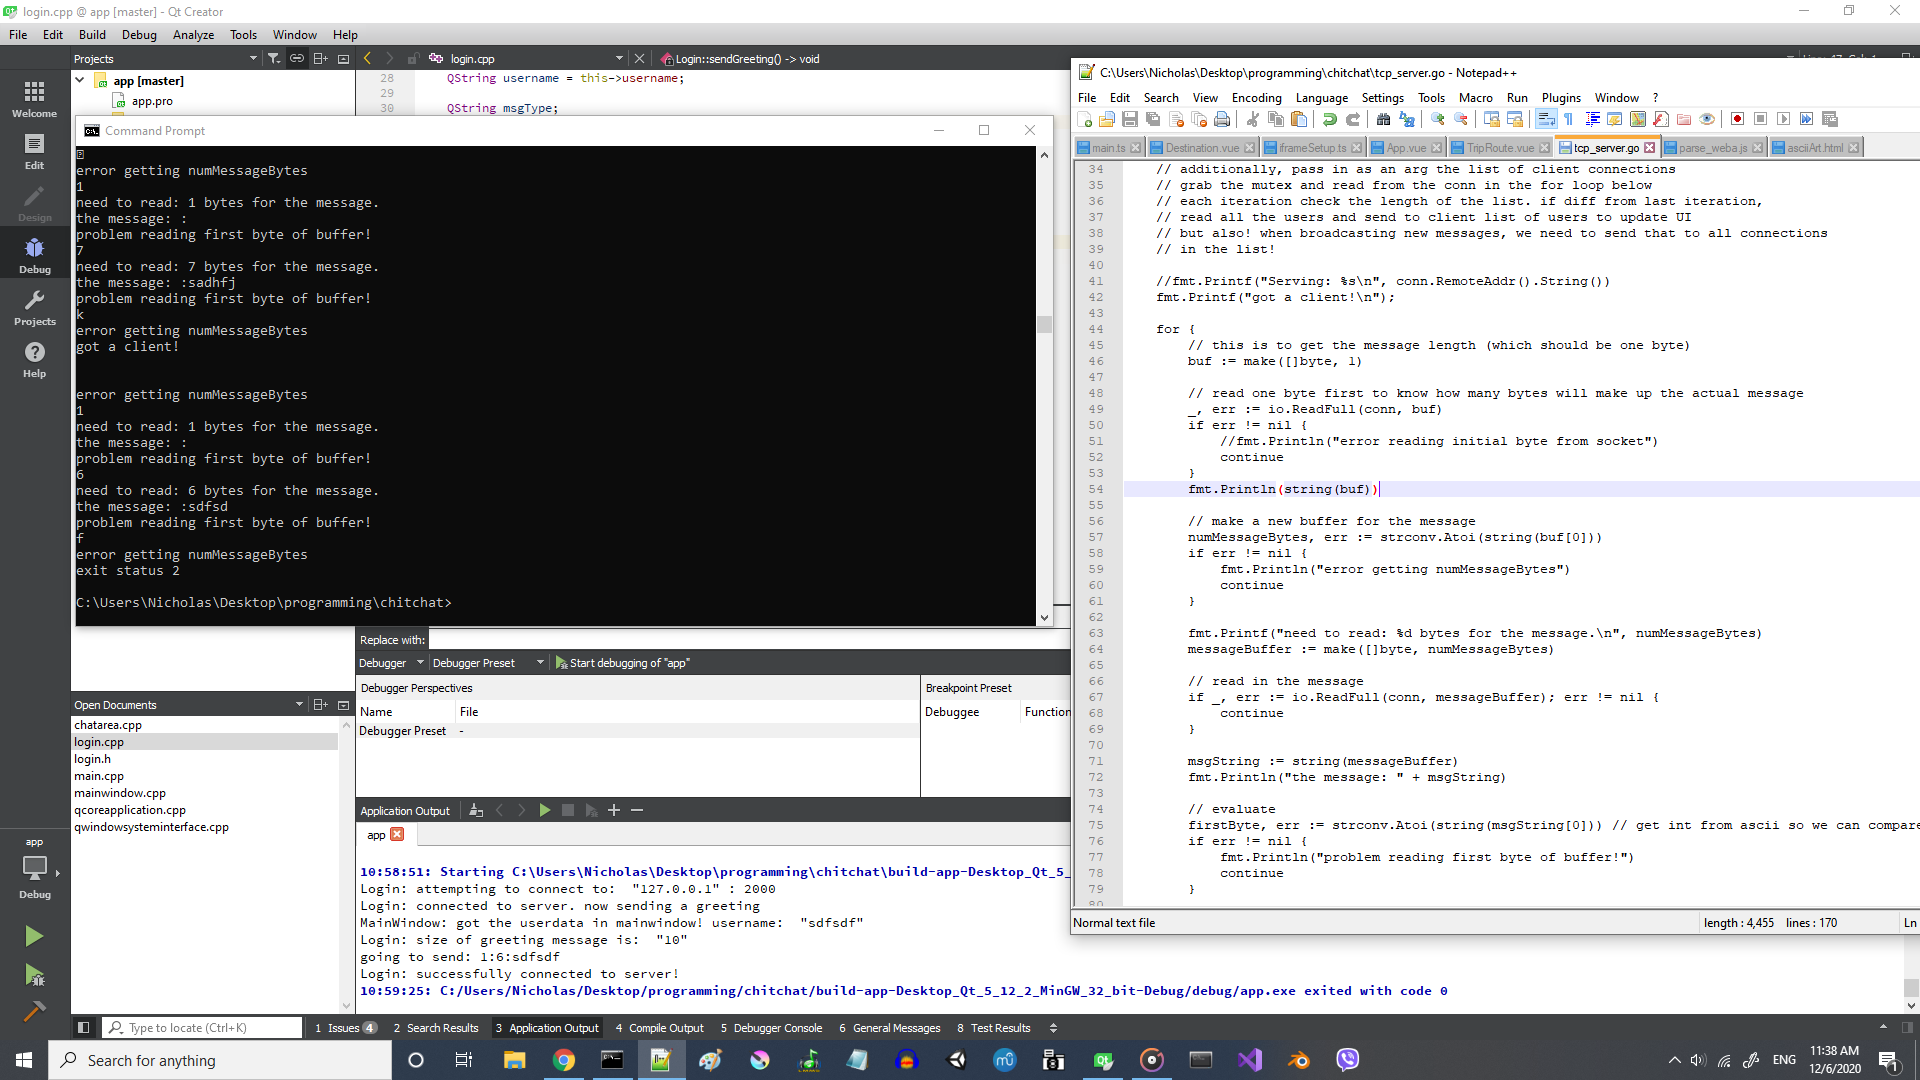 login.cpp @ app [master] - Qt Creator
File Edit Build Debug Analyze Tools Window Help
Projects
login.cpp
Login::sendGreeting() -> void
app [master]
app.pro
Welcome
Edit
Design
Debug
Projects
Help
28 QString username = this->username;
29
30 QString msgType;
Command Prompt
error getting numMessageBytes
1
need to read: 1 bytes for the message.
the message: :
problem reading first byte of buffer!
7
need to read: 7 bytes for the message.
the message: :sadhfj
problem reading first byte of buffer!
k
error getting numMessageBytes
got a client!
error getting numMessageBytes
1
need to read: 1 bytes for the message.
the message: :
problem reading first byte of buffer!
6
need to read: 6 bytes for the message.
the message: :sdfsd
problem reading first byte of buffer!
f
error getting numMessageBytes
exit status 2
C:\Users\Nicholas\Desktop\programming\chitchat>
Replace with:
Debugger Debugger Preset Start debugging of "app"
Debugger Perspectives
Name File
Debugger Preset -
Breakpoint Preset
Debuggee Function
Open Documents
chatarea.cpp
login.cpp
login.h
main.cpp
mainwindow.cpp
qcoreapplication.cpp
qwindowsysteminterface.cpp
app
Debug
Application Output
app
10:58:51: Starting C:\Users\Nicholas\Desktop\programming\chitchat\build-app-Desktop_Qt_5_
Login: attempting to connect to:  "127.0.0.1" : 2000
Login: connected to server. now sending a greeting
MainWindow: got the userdata in mainwindow! username:  "sdfsdf"
Login: size of greeting message is:  "10"
going to send: 1:6:sdfsdf
Login: successfully connected to server!
10:59:25: C:/Users/Nicholas/Desktop/programming/chitchat/build-app-Desktop_Qt_5_12_2_MinGW_32_bit-Debug/debug/app.exe exited with code 0
Type to locate (Ctrl+K)
1 Issues 4 2 Search Results 3 Application Output 4 Compile Output 5 Debugger Console 6 General Messages 8 Test Results
C:\Users\Nicholas\Desktop\programming\chitchat\tcp_server.go - Notepad++
File Edit Search View Encoding Language Settings Tools Macro Run Plugins Window ?
main.ts Destination.vue iframeSetup.ts App.vue TripRoute.vue tcp_server.go parse_weba.js asciiArt.html
34 // additionally, pass in as an arg the list of client connections
35 // grab the mutex and read from the conn in the for loop below
36 // each iteration check the length of the list. if diff from last iteration,
37 // read all the users and send to client list of users to update UI
38 // but also! when broadcasting new messages, we need to send that to all connections
39 // in the list!
40
41 //fmt.Printf("Serving: %s\n", conn.RemoteAddr().String())
42 fmt.Printf("got a client!\n");
43
44 for {
45 // this is to get the message length (which should be one byte)
46 buf := make([]byte, 1)
47
48 // read one byte first to know how many bytes will make up the actual message
49 _, err := io.ReadFull(conn, buf)
50 if err != nil {
51 //fmt.Println("error reading initial byte from socket")
52 continue
53 }
54 fmt.Println(string(buf))
55
56 // make a new buffer for the message
57 numMessageBytes, err := strconv.Atoi(string(buf[0]))
58 if err != nil {
59 fmt.Println("error getting numMessageBytes")
60 continue
61 }
62
63 fmt.Printf("need to read: %d bytes for the message.\n", numMessageBytes)
64 messageBuffer := make([]byte, numMessageBytes)
65
66 // read in the message
67 if _, err := io.ReadFull(conn, messageBuffer); err != nil {
68 continue
69 }
70
71 msgString := string(messageBuffer)
72 fmt.Println("the message: " + msgString)
73
74 // evaluate
75 firstByte, err := strconv.Atoi(string(msgString[0])) // get int from ascii so we can compare
76 if err != nil {
77 fmt.Println("problem reading first byte of buffer!")
78 continue
79 }
80
Normal text file length : 4,455 lines : 170 Ln
Search for anything
ENG
11:38 AM
12/6/2020
1